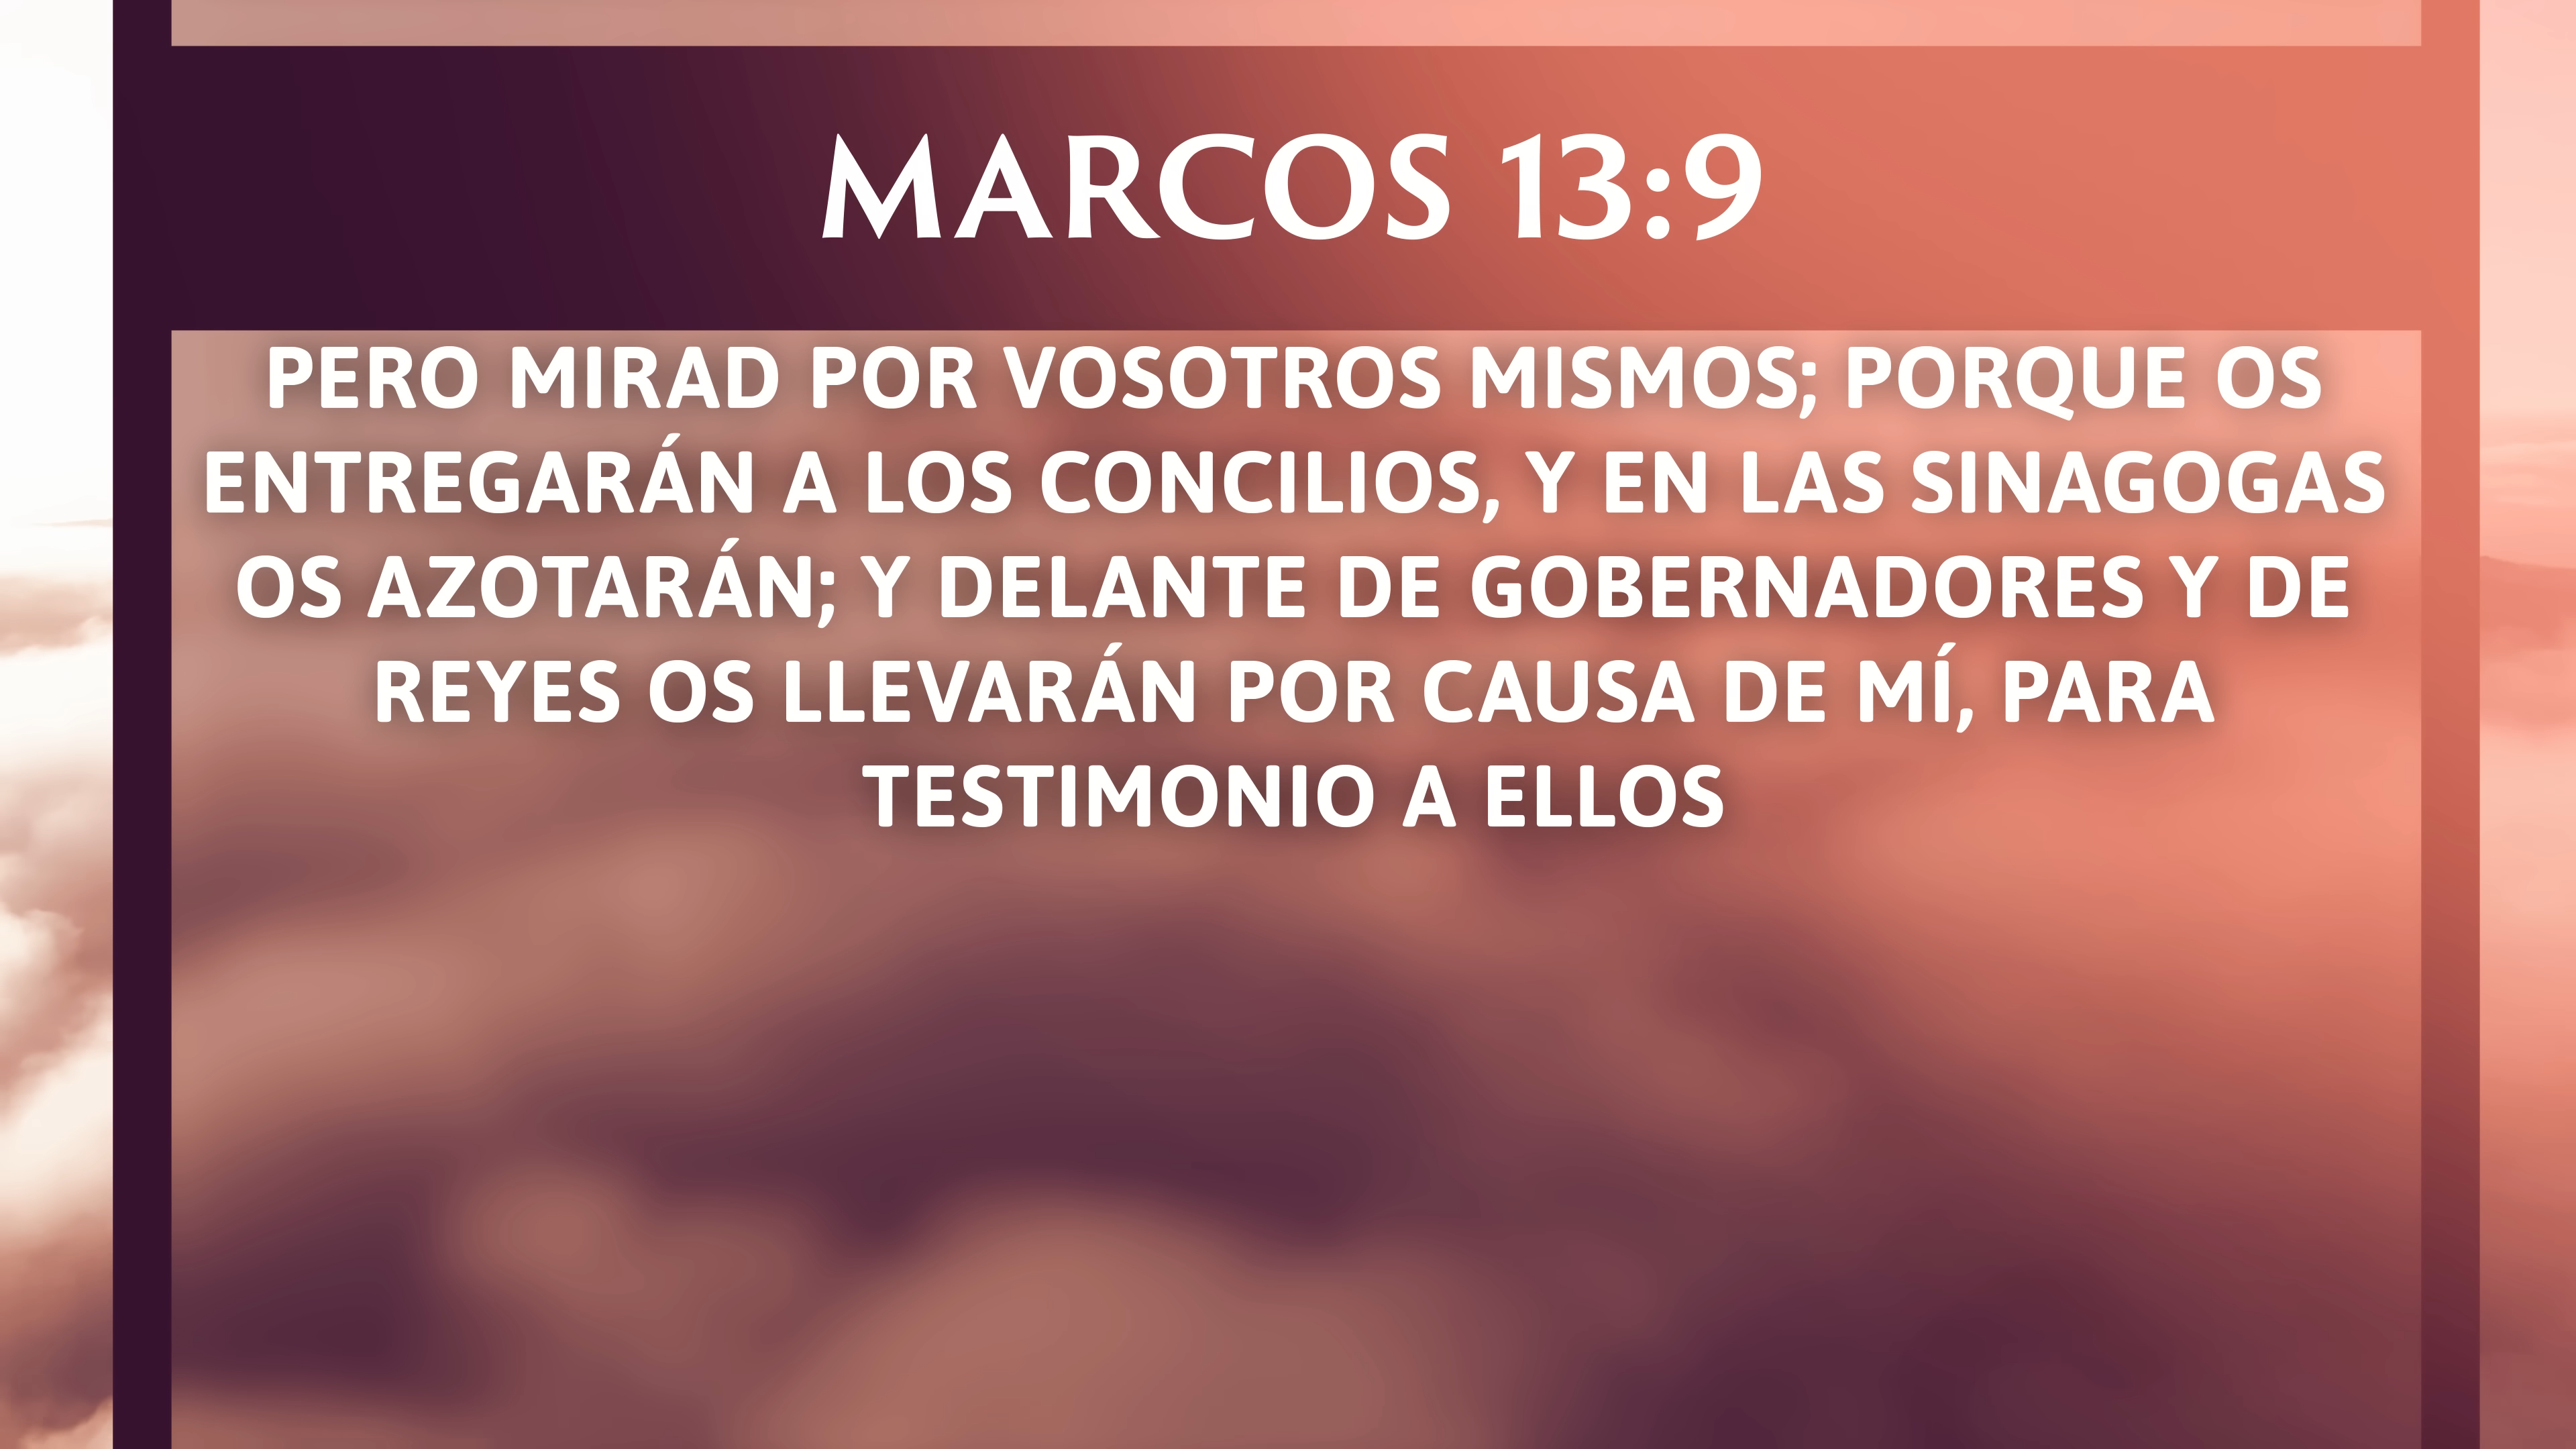 MARCOS 13:9
PERO MIRAD POR VOSOTROS MISMOS; PORQUE OS
ENTREGARÁN A LOS CONCILIOS, Y EN LAS SINAGOGAS
OS AZOTARÁN; Y DELANTE DE GOBERNADORES Y DE
REYES OS LLEVARÁN POR CAUSA DE MÍ, PARA
TESTIMONIO A ELLOS